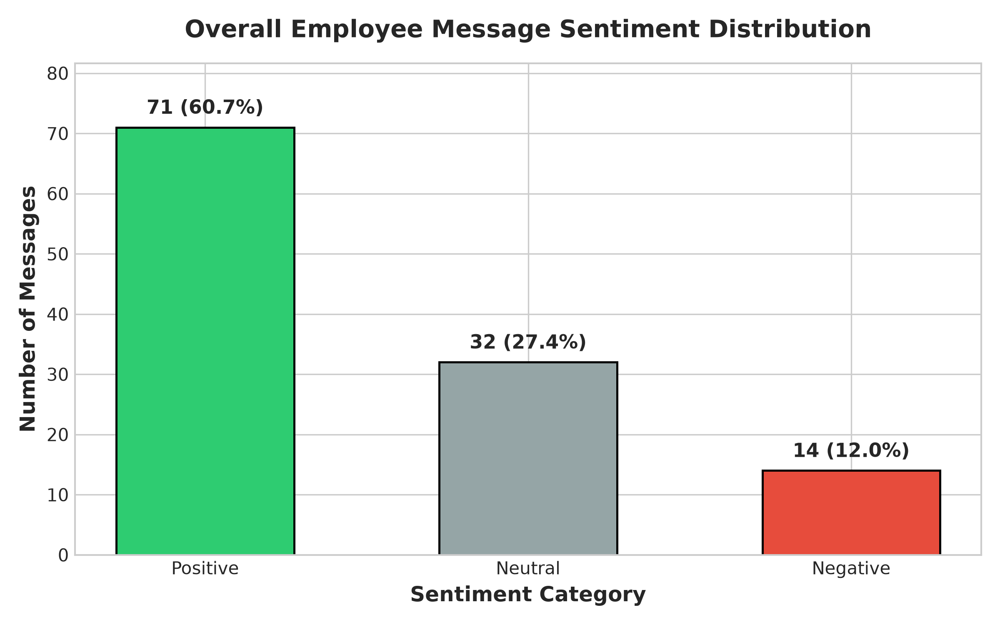 Overall Employee Message Sentiment Distribution
Number of Messages
80
70
60
50
40
30
20
10
0
71 (60.7%)
32 (27.4%)
14 (12.0%)
Positive
Neutral
Negative
Sentiment Category